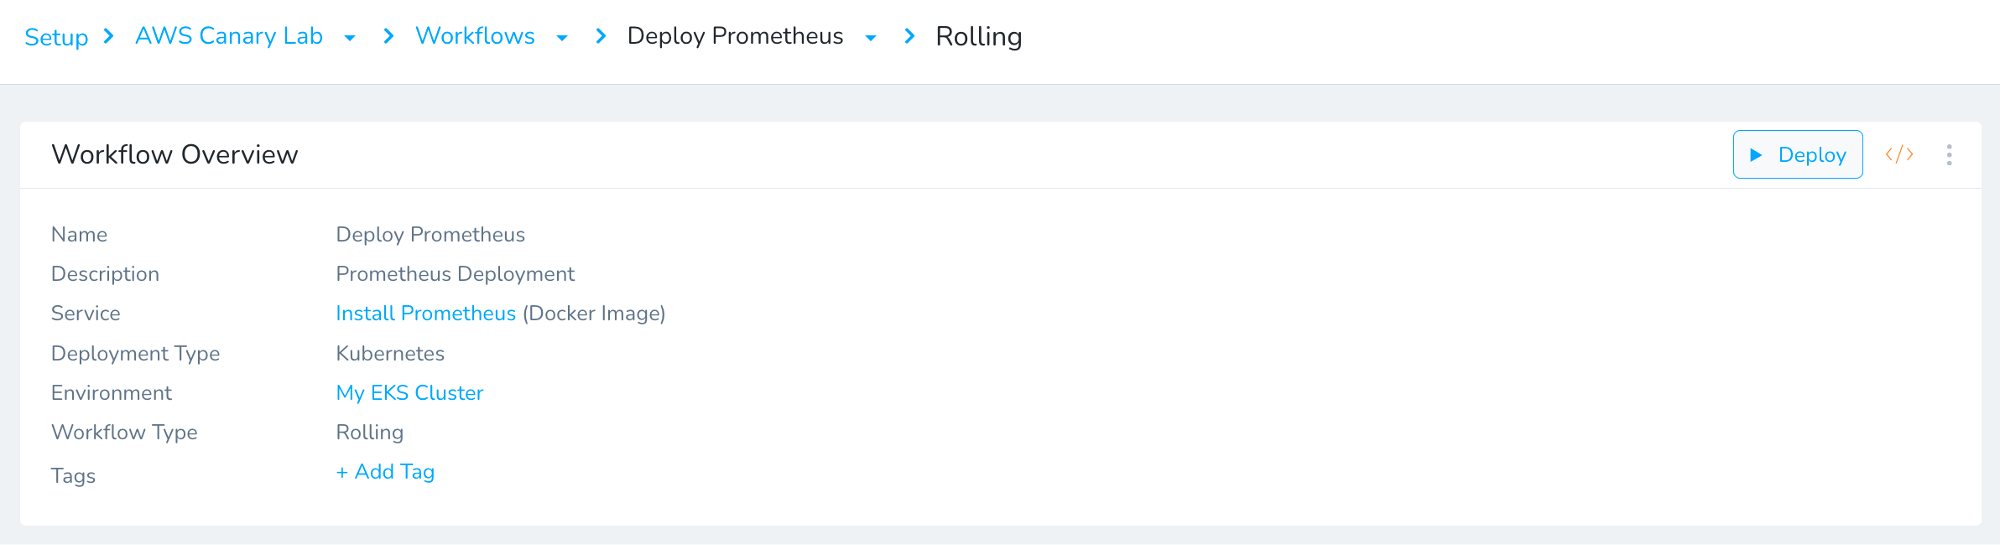 Setup AWS Canary Lab Workflows Deploy Prometheus Rolling
Workflow Overview
Deploy </>
Name Deploy Prometheus
Description Prometheus Deployment
Service Install Prometheus (Docker Image)
Deployment Type Kubernetes
Environment My EKS Cluster
Workflow Type Rolling
Tags + Add Tag